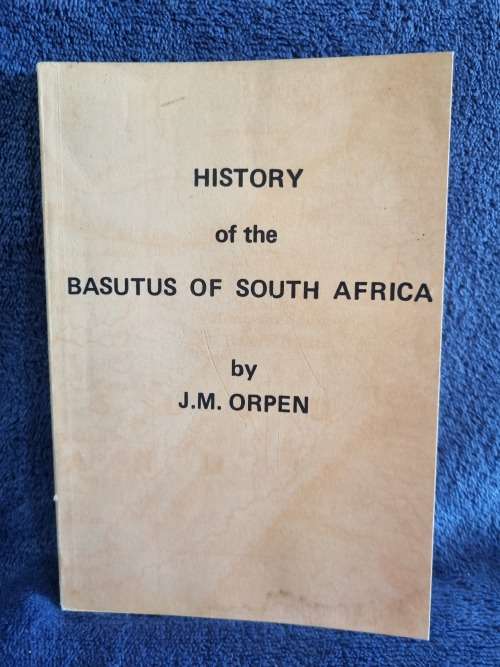 HISTORY
of the
BASUTUS OF SOUTH AFRICA
by
J.M. ORPEN